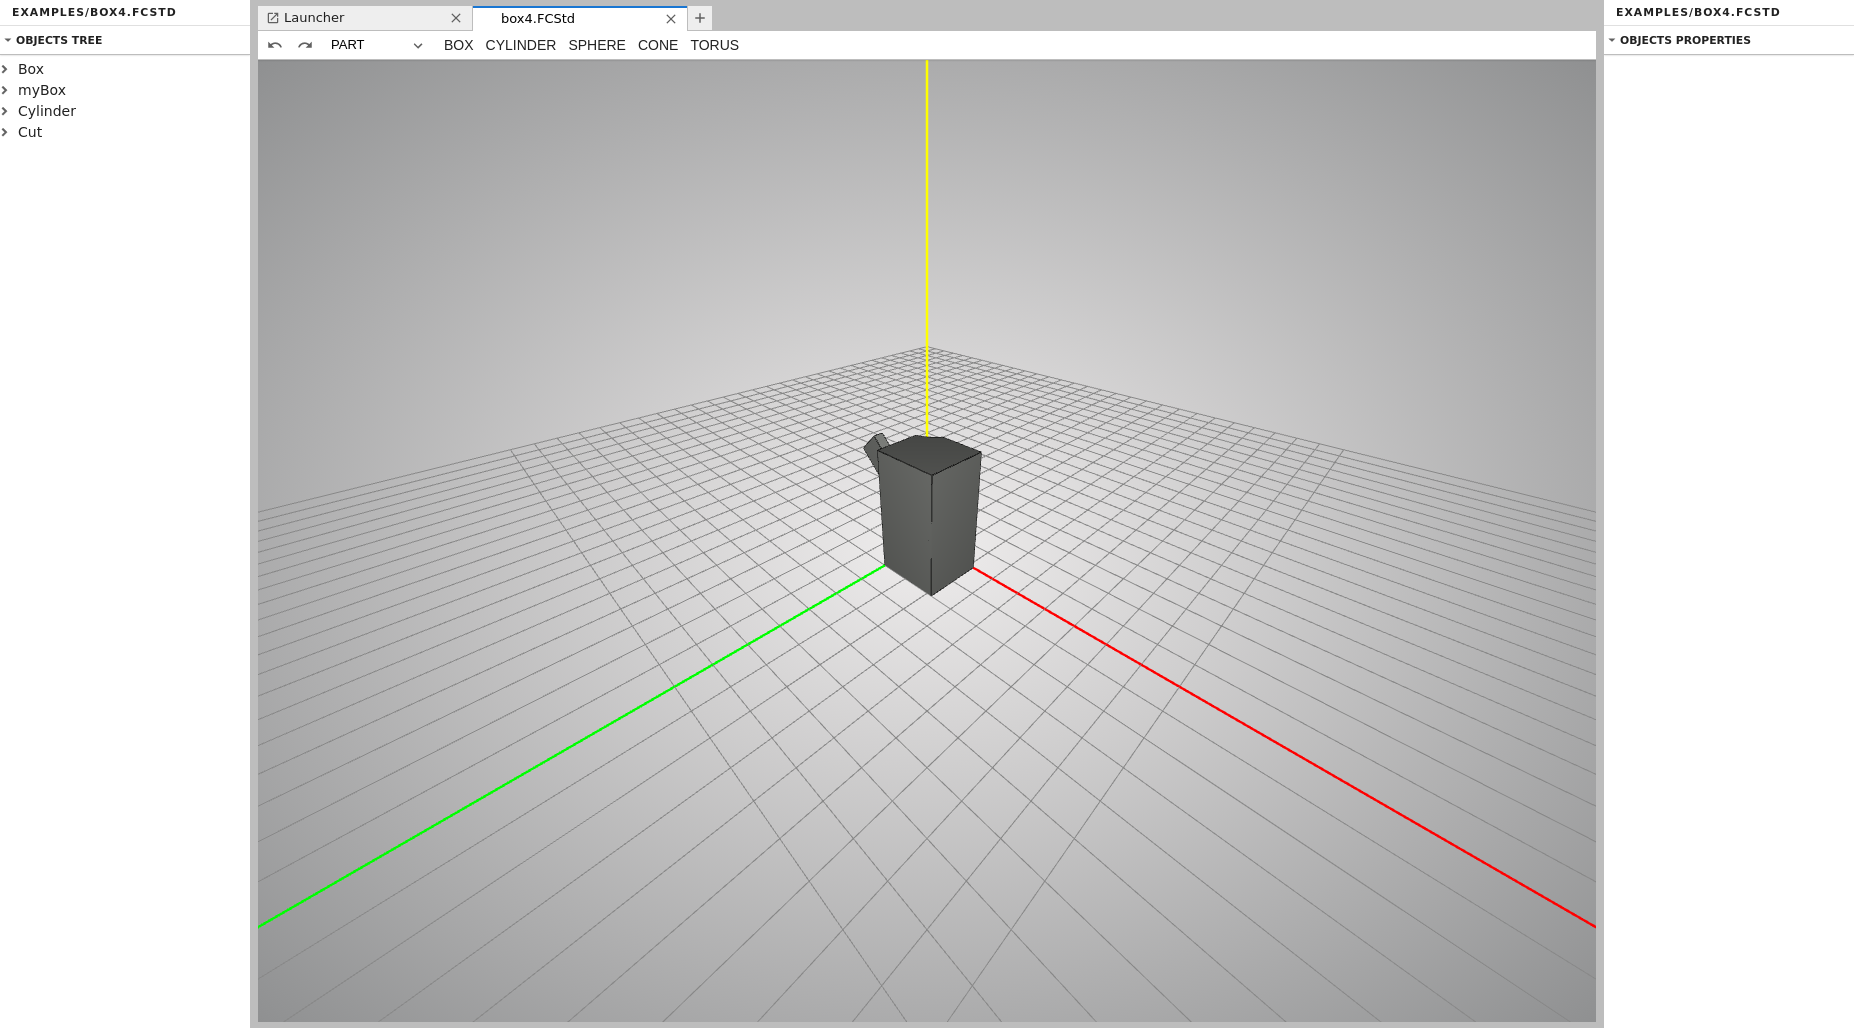 EXAMPLES/BOX4.FCSTD
OBJECTS TREE
Box
myBox
Cylinder
Cut
Launcher
box4.FCStd
PART
BOX CYLINDER SPHERE CONE TORUS
EXAMPLES/BOX4.FCSTD
OBJECTS PROPERTIES